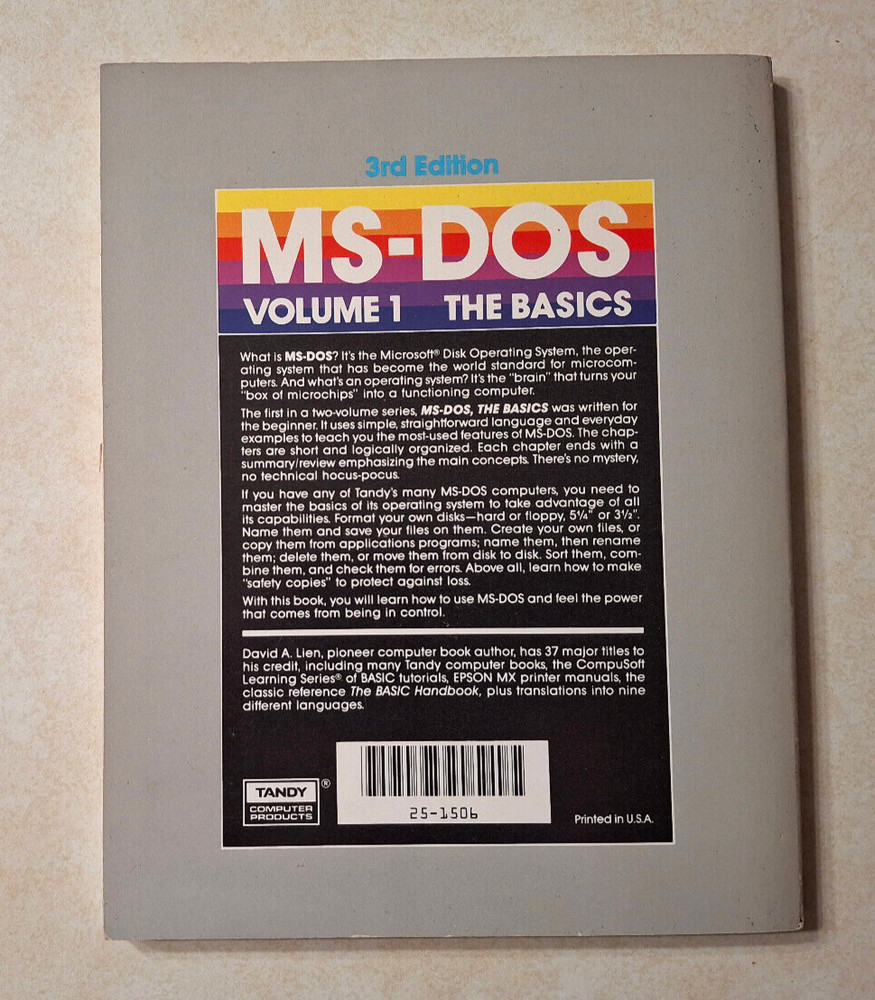 3rd Edition
MS-DOS
VOLUME 1 THE BASICS
What is MS-DOS? It's the Microsoft® Disk Operating System, the oper-
ating system that has become the world standard for microcom-
puters. And what's an operating system? It's the "brain" that turns your
"box of microchips" into a functioning computer.
The first in a two-volume series, MS-DOS, THE BASICS was written for
the beginner. It uses simple, straightforward language and everyday
examples to teach you the most-used features of MS-DOS. The chap-
ters are short and logically organized. Each chapter ends with a
summary/review emphasizing the main concepts. There's no mystery,
no technical hocus-pocus.
If you have any of Tandy's many MS-DOS computers, you need to
master the basics of its operating system to take advantage of all
its capabilities. Format your own disks—hard or floppy, 5¼" or 3½".
Name them and save your files on them. Create your own files, or
copy them from applications programs; name them, then rename
them; delete them, or move them from disk to disk. Sort them, com-
bine them, and check them for errors. Above all, learn how to make
"safety copies" to protect against loss.
With this book, you will learn how to use MS-DOS and feel the power
that comes from being in control.
David A. Lien, pioneer computer book author, has 37 major titles to
his credit, including many Tandy computer books, the CompuSoft
Learning Series® of BASIC tutorials, EPSON MX printer manuals, the
classic reference The BASIC Handbook, plus translations into nine
different languages.
TANDY®
COMPUTER
PRODUCTS
25-1506
Printed in U.S.A.